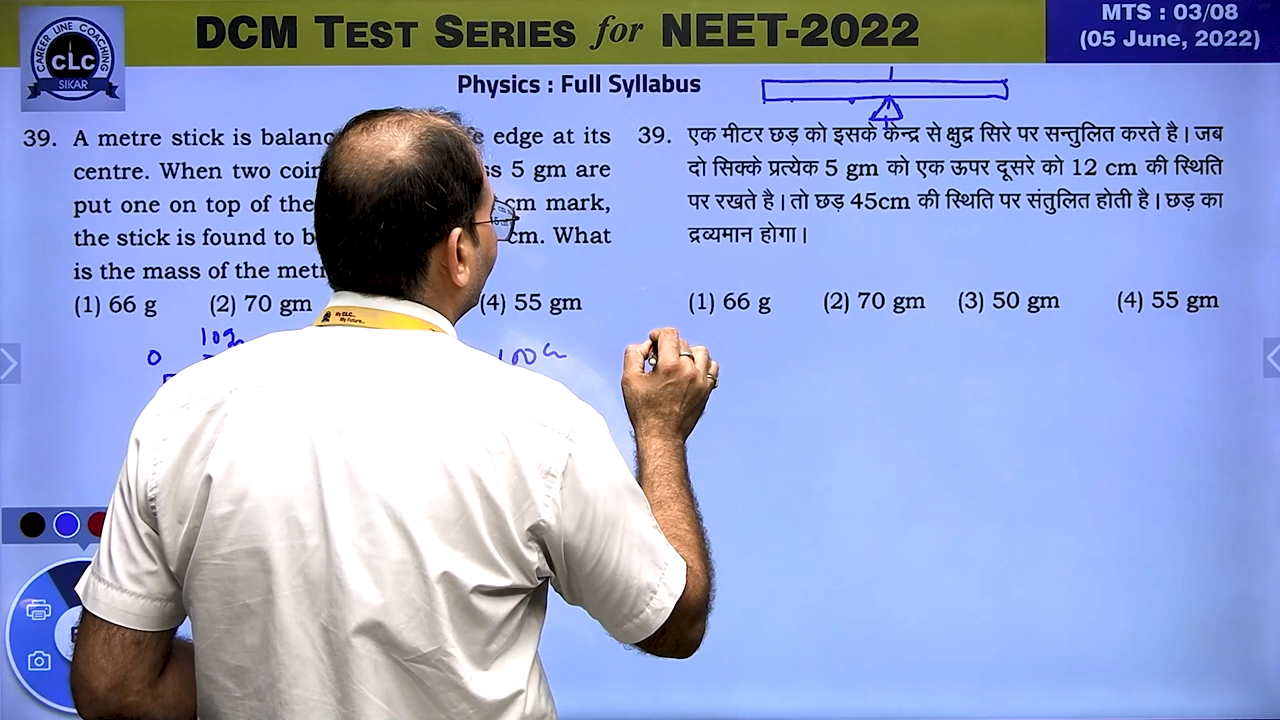 DCM TEST SERIES for NEET-2022
MTS : 03/08
(05 June, 2022)
CAREER LINE COACHING
CLC
SIKAR
Physics : Full Syllabus
39. A metre stick is balanc edge at its
centre. When two coin ss 5 gm are
put one on top of the cm mark,
the stick is found to b cm. What
is the mass of the metr
(1) 66 g (2) 70 gm (4) 55 gm
39. एक मीटर छड़ को इसके केन्द्र से क्षुद्र सिरे पर सन्तुलित करते है। जब
दो सिक्के प्रत्येक 5 gm को एक ऊपर दूसरे को 12 cm की स्थिति
पर रखते है। तो छड़ 45cm की स्थिति पर संतुलित होती है। छड़ का
द्रव्यमान होगा।
(1) 66 g (2) 70 gm (3) 50 gm (4) 55 gm
0
My CLC...
My Future...